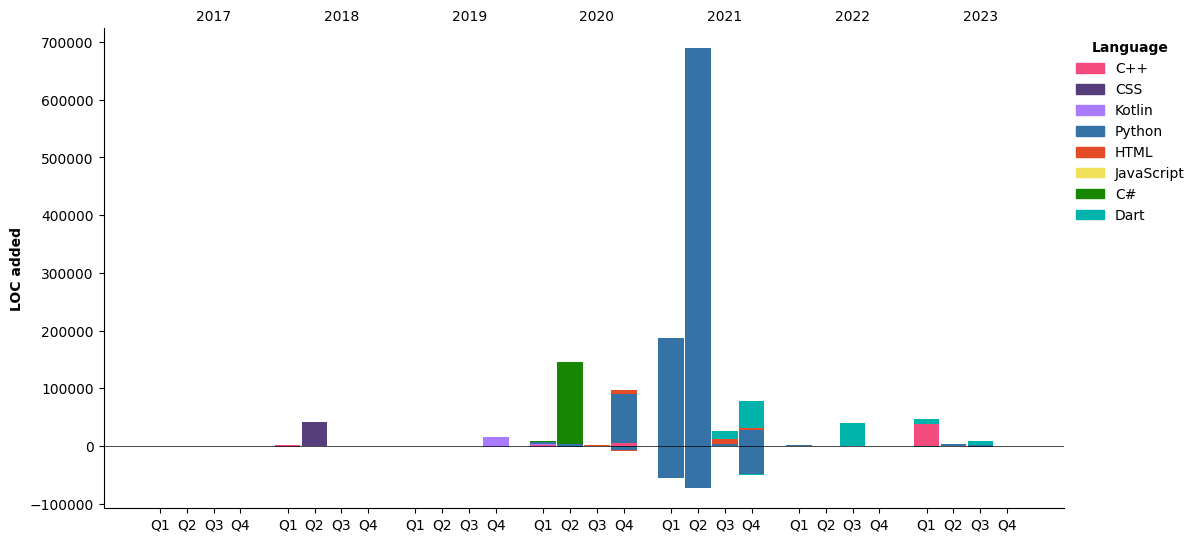 2017 2018 2019 2020 2021 2022 2023
700000
600000
500000
400000
300000
200000
100000
0
−100000
LOC added
Q1 Q2 Q3 Q4 Q1 Q2 Q3 Q4 Q1 Q2 Q3 Q4 Q1 Q2 Q3 Q4 Q1 Q2 Q3 Q4 Q1 Q2 Q3 Q4 Q1 Q2 Q3 Q4
Language
C++
CSS
Kotlin
Python
HTML
JavaScript
C#
Dart